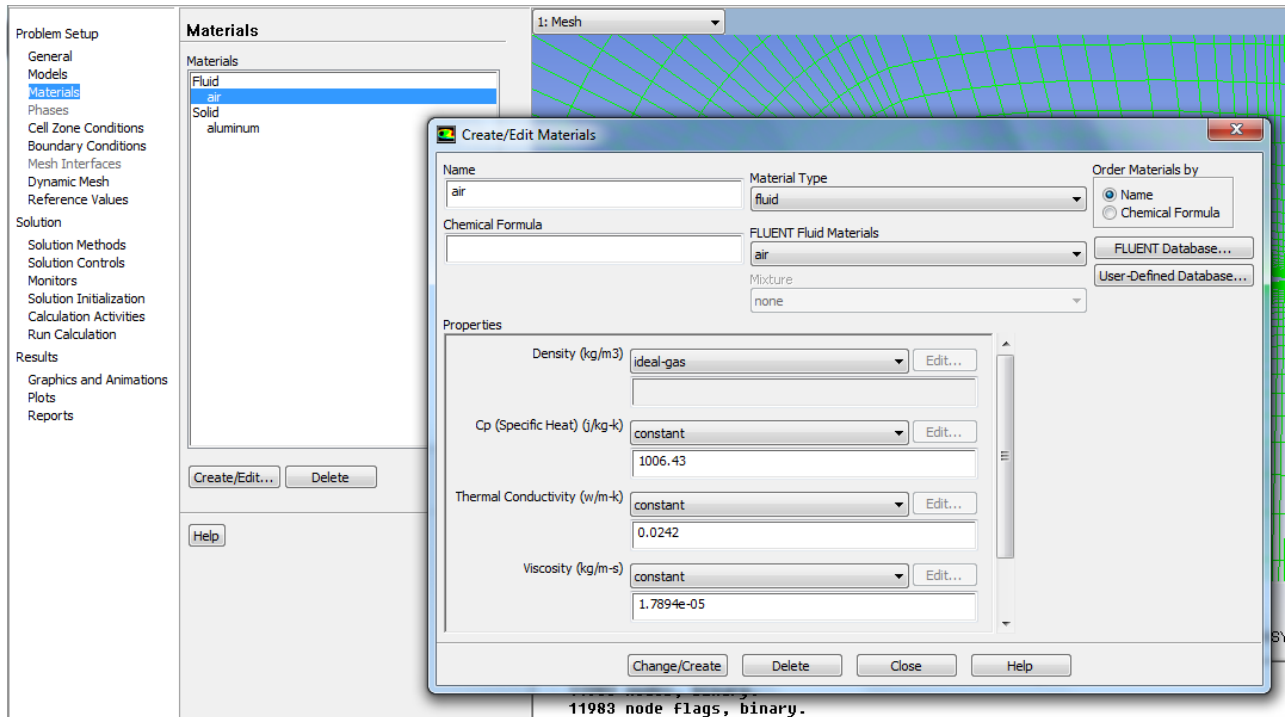 Problem Setup
General
Models
Materials
Phases
Cell Zone Conditions
Boundary Conditions
Mesh Interfaces
Dynamic Mesh
Reference Values
Solution
Solution Methods
Solution Controls
Monitors
Solution Initialization
Calculation Activities
Run Calculation
Results
Graphics and Animations
Plots
Reports
Materials
Materials
Fluid
air
Solid
aluminum
Create/Edit...
Delete
Help
1: Mesh
Create/Edit Materials
Name
air
Chemical Formula
Material Type
fluid
FLUENT Fluid Materials
air
Mixture
none
Order Materials by
Name
Chemical Formula
FLUENT Database...
User-Defined Database...
Properties
Density (kg/m3)
ideal-gas
Edit...
Cp (Specific Heat) (j/kg-k)
constant
Edit...
1006.43
Thermal Conductivity (w/m-k)
constant
Edit...
0.0242
Viscosity (kg/m-s)
constant
Edit...
1.7894e-05
Change/Create
Delete
Close
Help
11983 node flags, binary.